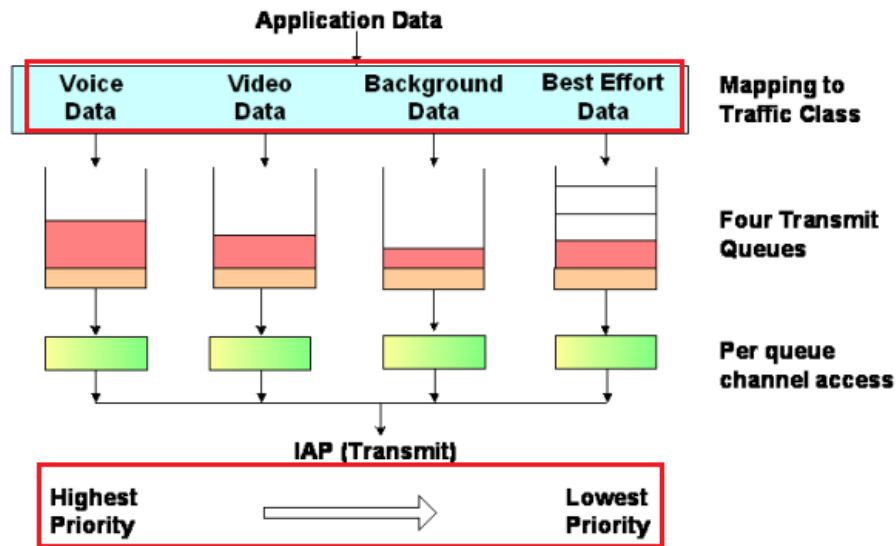 Application Data
Voice
Data
Video
Data
Background
Data
Best Effort
Data
Mapping to
Traffic Class
Four Transmit
Queues
Per queue
channel access
IAP (Transmit)
Highest
Priority
Lowest
Priority